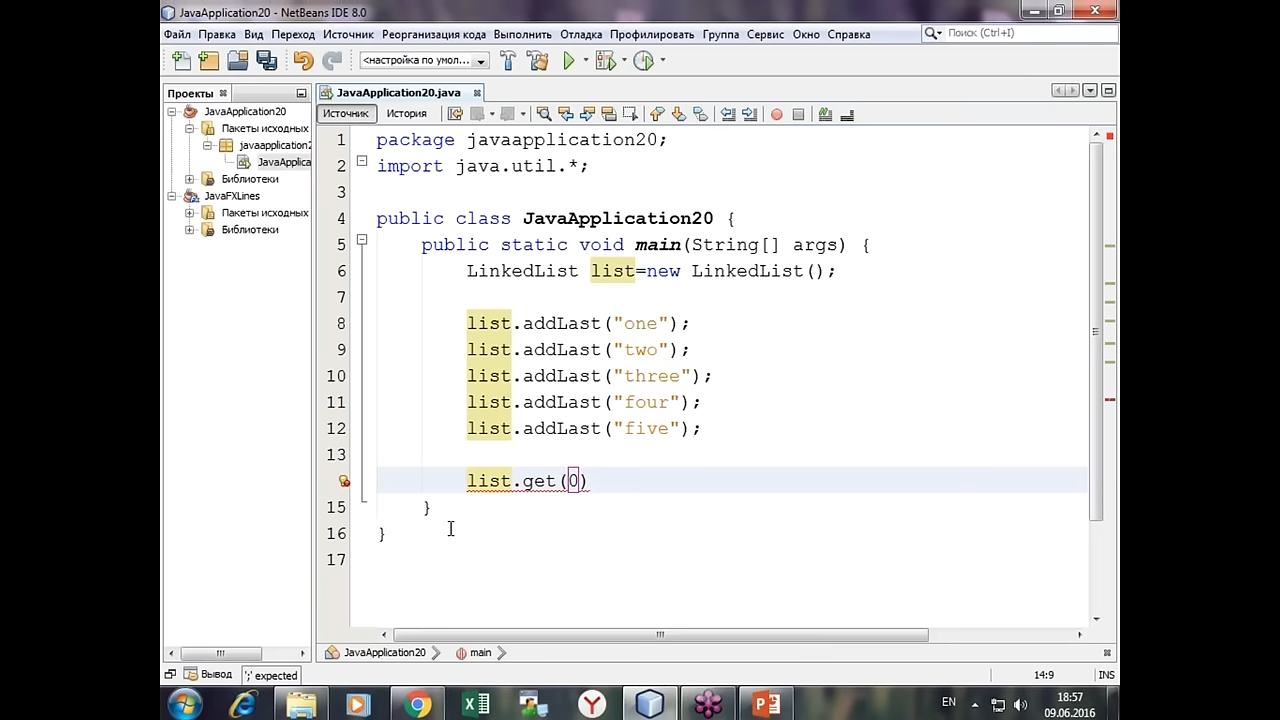 JavaApplication20 - NetBeans IDE 8.0
Файл Правка Вид Переход Источник Реорганизация кода Выполнить Отладка Профилировать Группа Сервис Окно Справка
Поиск (Ctrl+I)
<настройка по умол...
Проекты
JavaApplication20
Пакеты исходных
javaapplication2
JavaApplica
Библиотеки
JavaFXLines
Пакеты исходных
Библиотеки
JavaApplication20.java
Источник История
1 package javaapplication20;
2 import java.util.*;
3
4 public class JavaApplication20 {
5 public static void main(String[] args) {
6 LinkedList list=new LinkedList();
7
8 list.addLast("one");
9 list.addLast("two");
10 list.addLast("three");
11 list.addLast("four");
12 list.addLast("five");
13
list.get(0)
15 }
16 }
17
JavaApplication20 main
Вывод ';' expected 14:9 INS
EN 18:57
09.06.2016